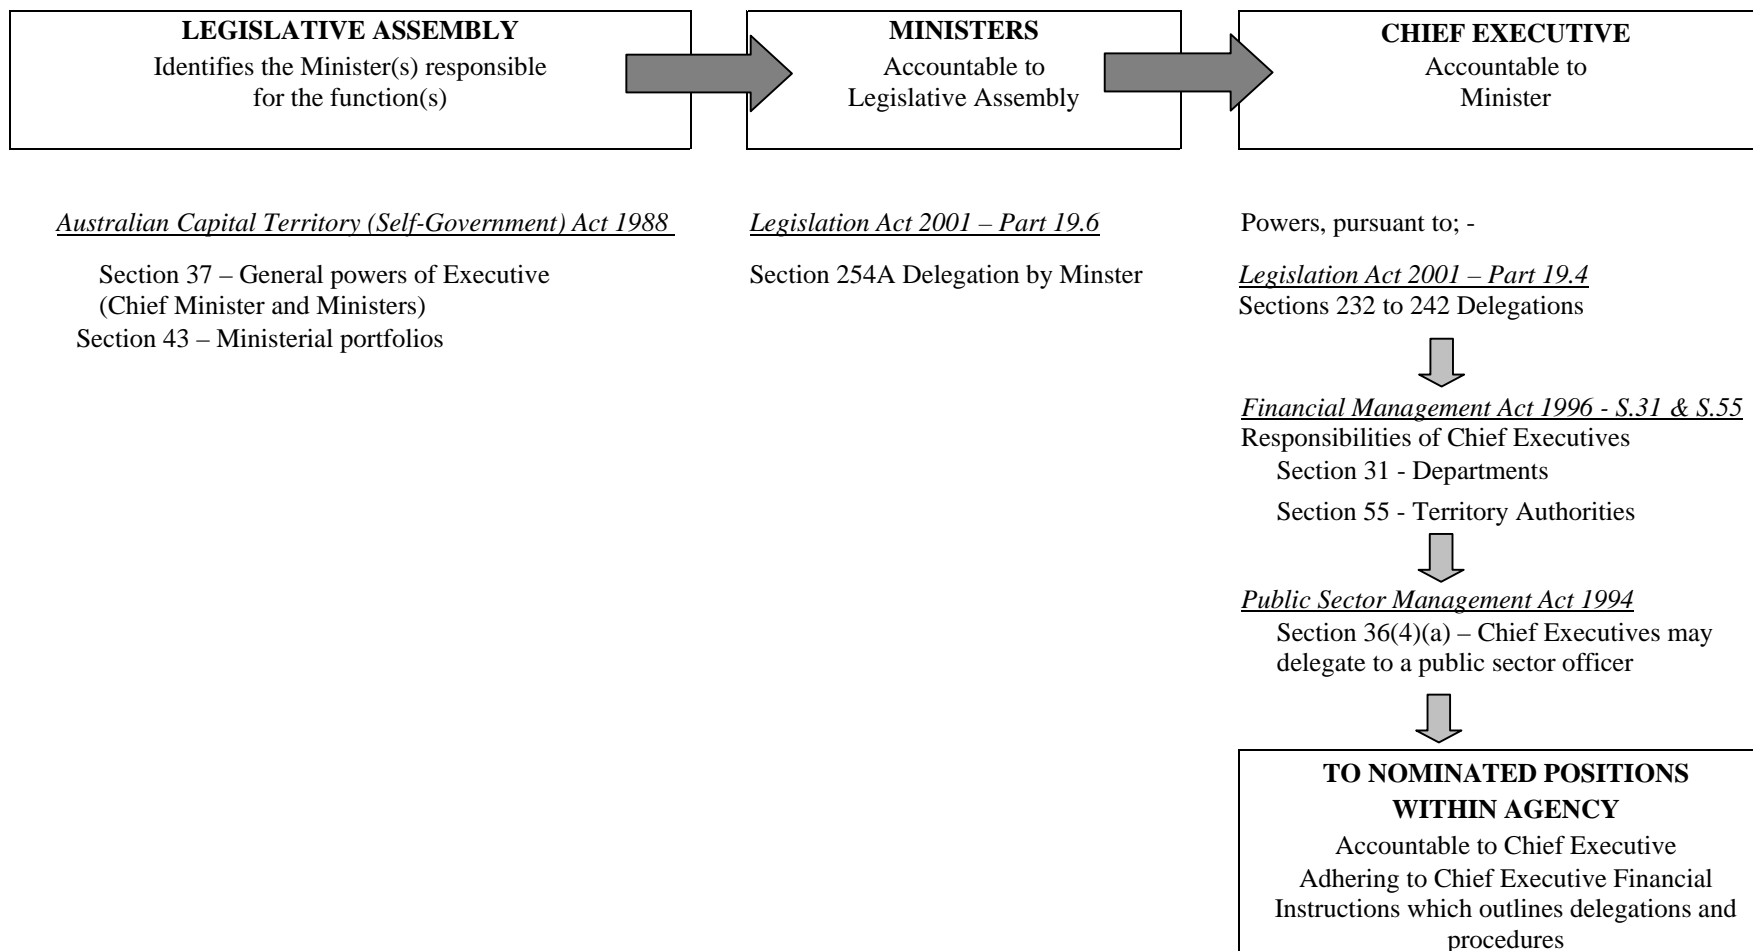 LEGISLATIVE ASSEMBLY
Identifies the Minister(s) responsible
for the function(s)
MINISTERS
Accountable to
Legislative Assembly
CHIEF EXECUTIVE
Accountable to
Minister
Australian Capital Territory (Self-Government) Act 1988
Section 37 – General powers of Executive
(Chief Minister and Ministers)
Section 43 – Ministerial portfolios
Legislation Act 2001 – Part 19.6
Section 254A Delegation by Minster
Powers, pursuant to; -
Legislation Act 2001 – Part 19.4
Sections 232 to 242 Delegations
Financial Management Act 1996 - S.31 & S.55
Responsibilities of Chief Executives
Section 31 - Departments
Section 55 - Territory Authorities
Public Sector Management Act 1994
Section 36(4)(a) – Chief Executives may
delegate to a public sector officer
TO NOMINATED POSITIONS
WITHIN AGENCY
Accountable to Chief Executive
Adhering to Chief Executive Financial
Instructions which outlines delegations and
procedures